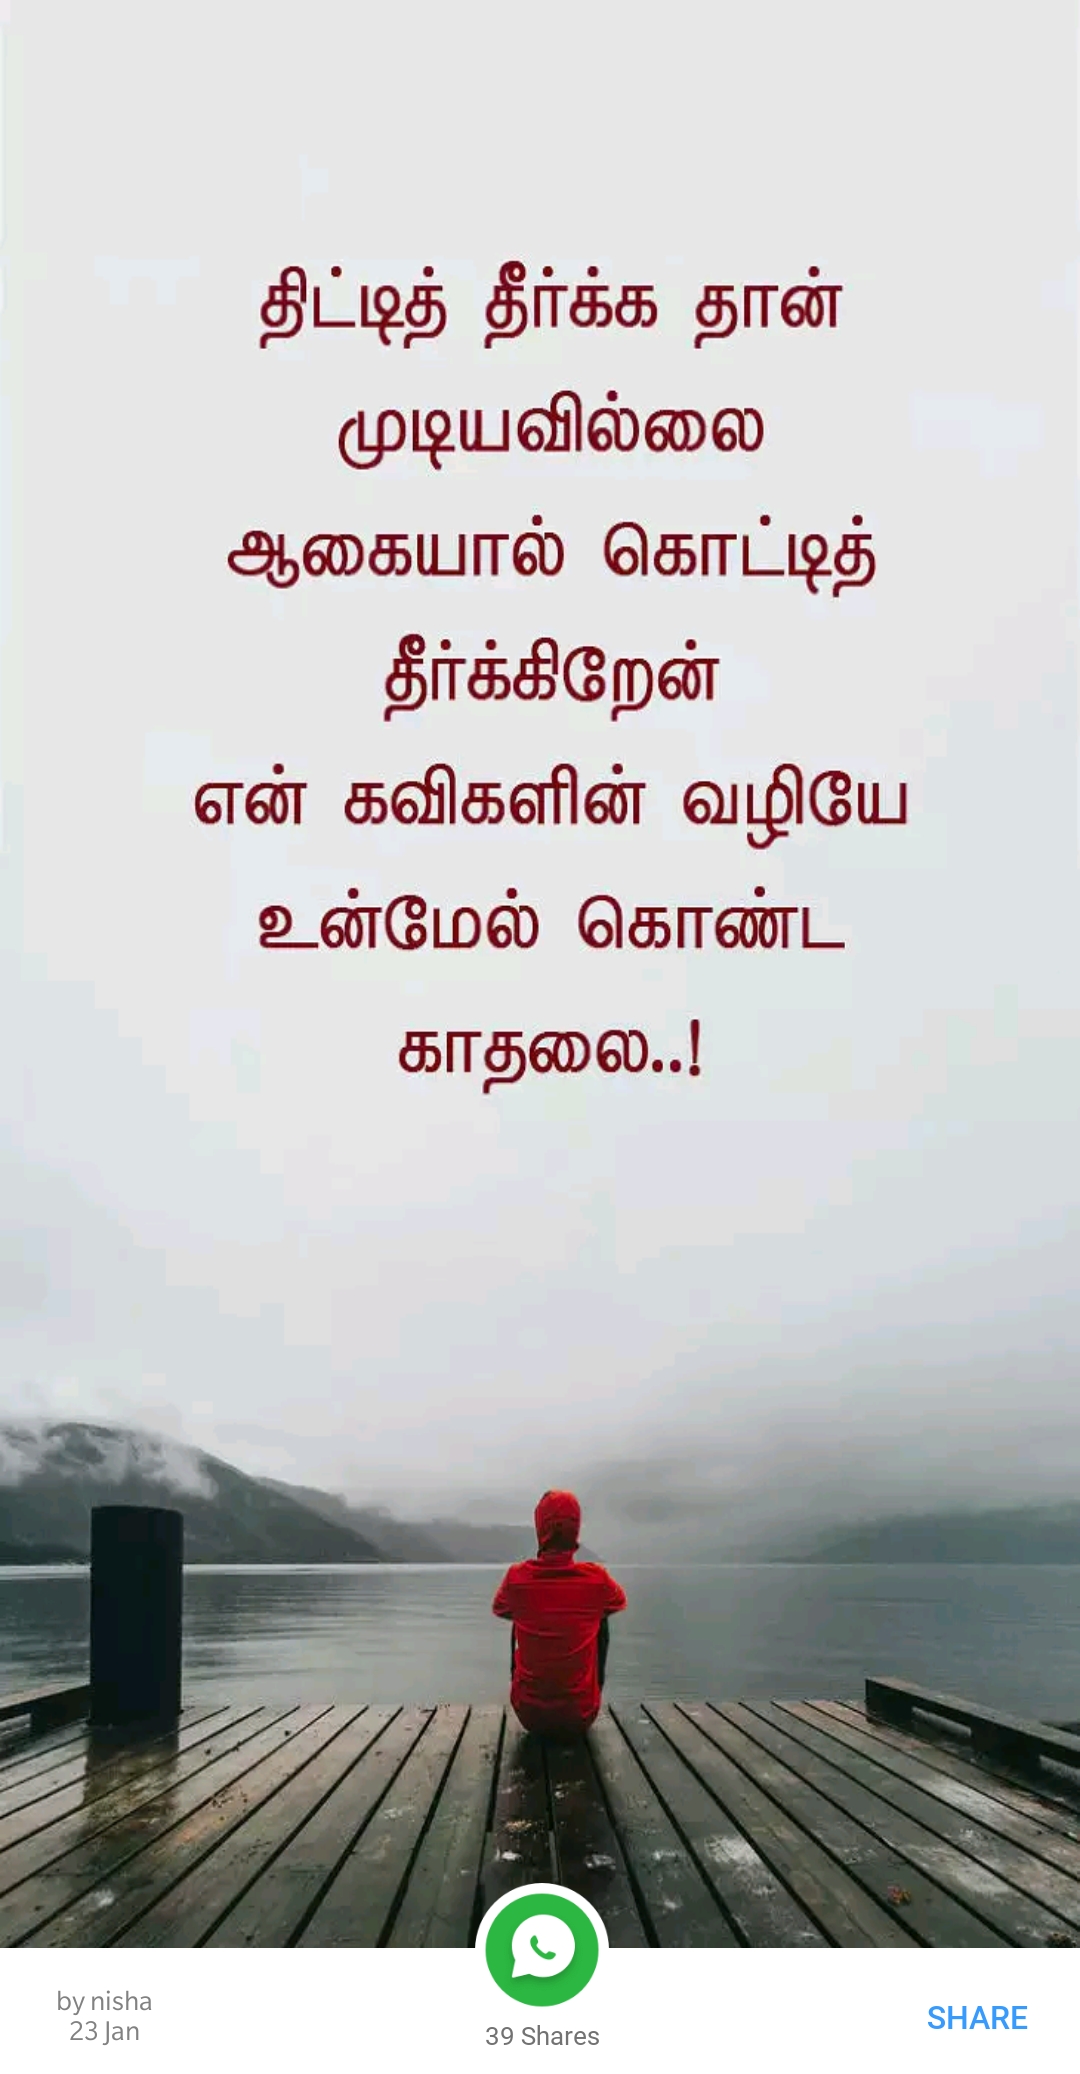 திட்டித் தீர்க்க தான்
முடியவில்லை
ஆகையால் கொட்டித்
தீர்க்கிறேன்
என் கவிகளின் வழியே
உன்மேல் கொண்ட
காதலை..!
by nisha
23 Jan
39 Shares
SHARE